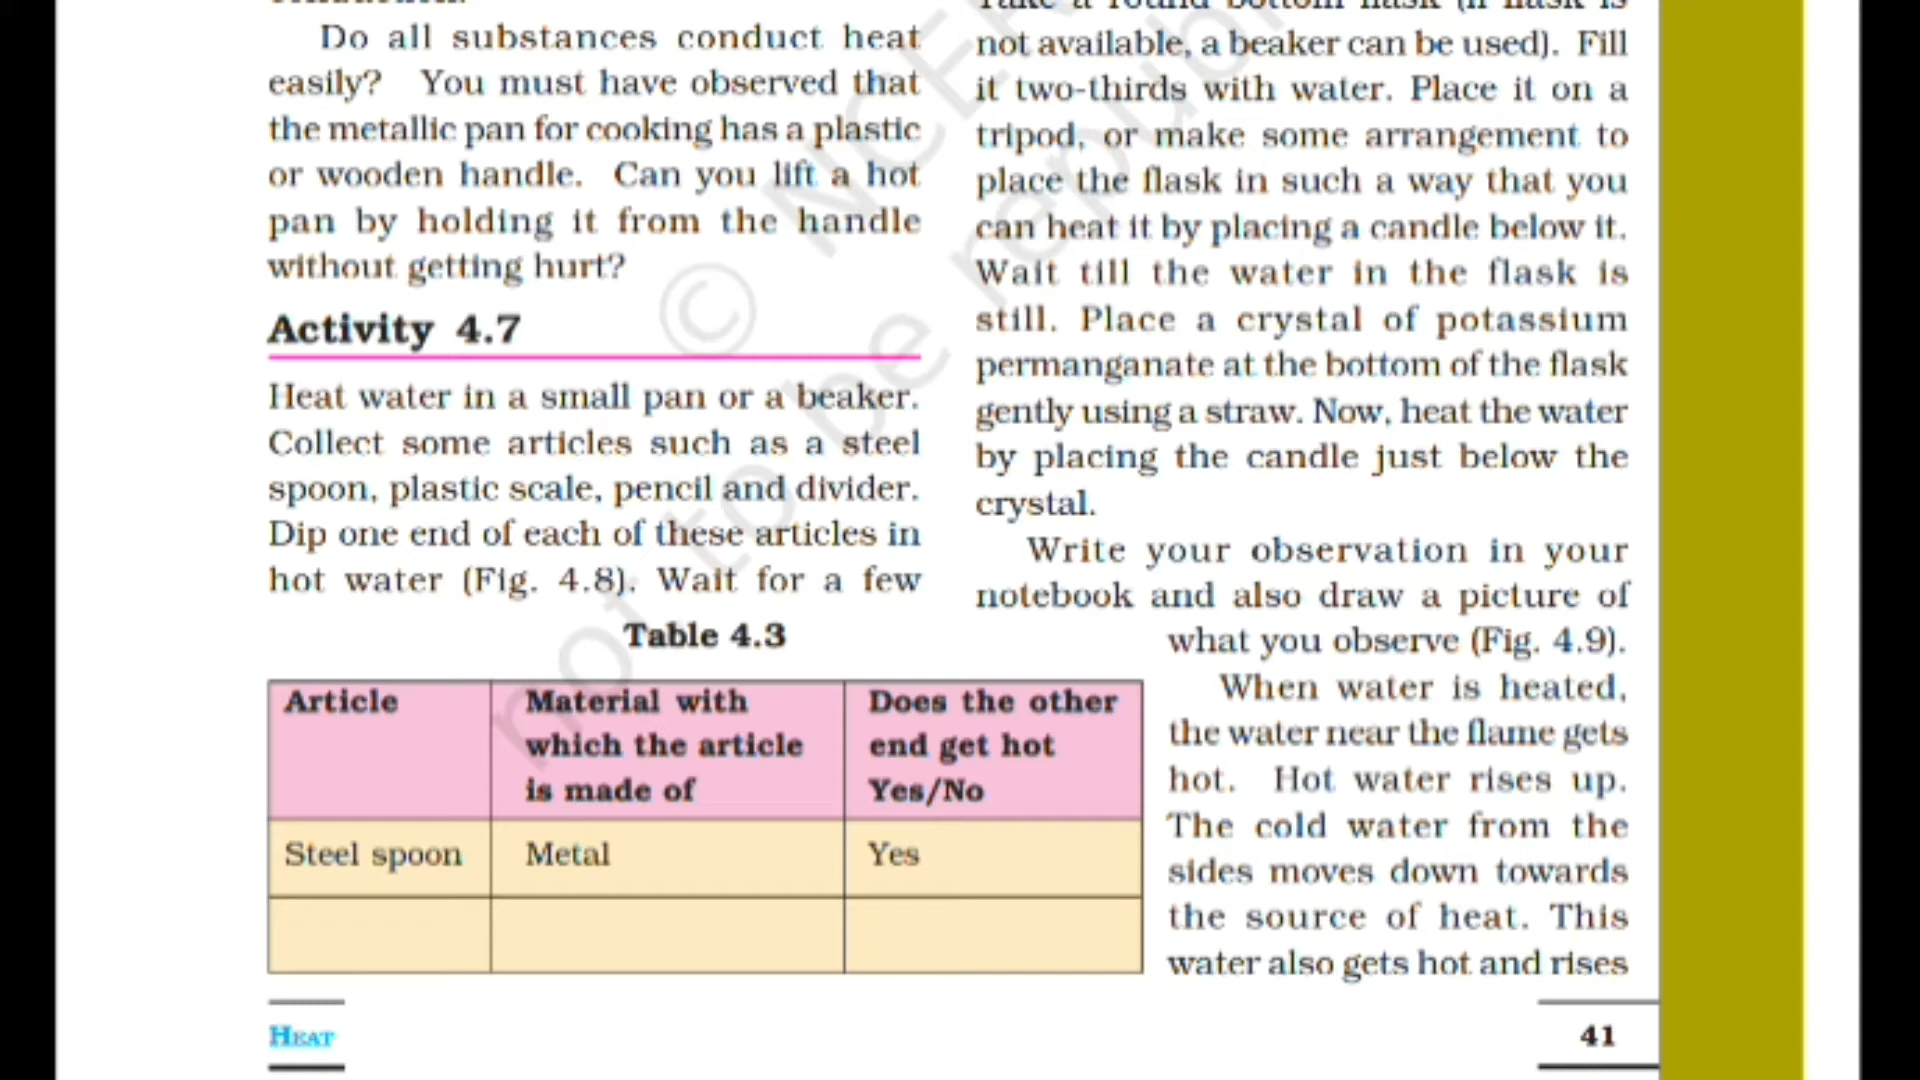 Do all substances conduct heat
easily? You must have observed that
the metallic pan for cooking has a plastic
or wooden handle. Can you lift a hot
pan by holding it from the handle
without getting hurt?
Activity 4.7
Heat water in a small pan or a beaker.
Collect some articles such as a steel
spoon, plastic scale, pencil and divider.
Dip one end of each of these articles in
hot water (Fig. 4.8). Wait for a few
Table 4.3
Article
Material with
which the article
is made of
Does the other
end get hot
Yes/No
Steel spoon
Metal
Yes
HEAT
not available, a beaker can be used). Fill
it two-thirds with water. Place it on a
tripod, or make some arrangement to
place the flask in such a way that you
can heat it by placing a candle below it.
Wait till the water in the flask is
still. Place a crystal of potassium
permanganate at the bottom of the flask
gently using a straw. Now, heat the water
by placing the candle just below the
crystal.
Write your observation in your
notebook and also draw a picture of
what you observe (Fig. 4.9).
When water is heated,
the water near the flame gets
hot. Hot water rises up.
The cold water from the
sides moves down towards
the source of heat. This
water also gets hot and rises
41
© NCER
not to be republ